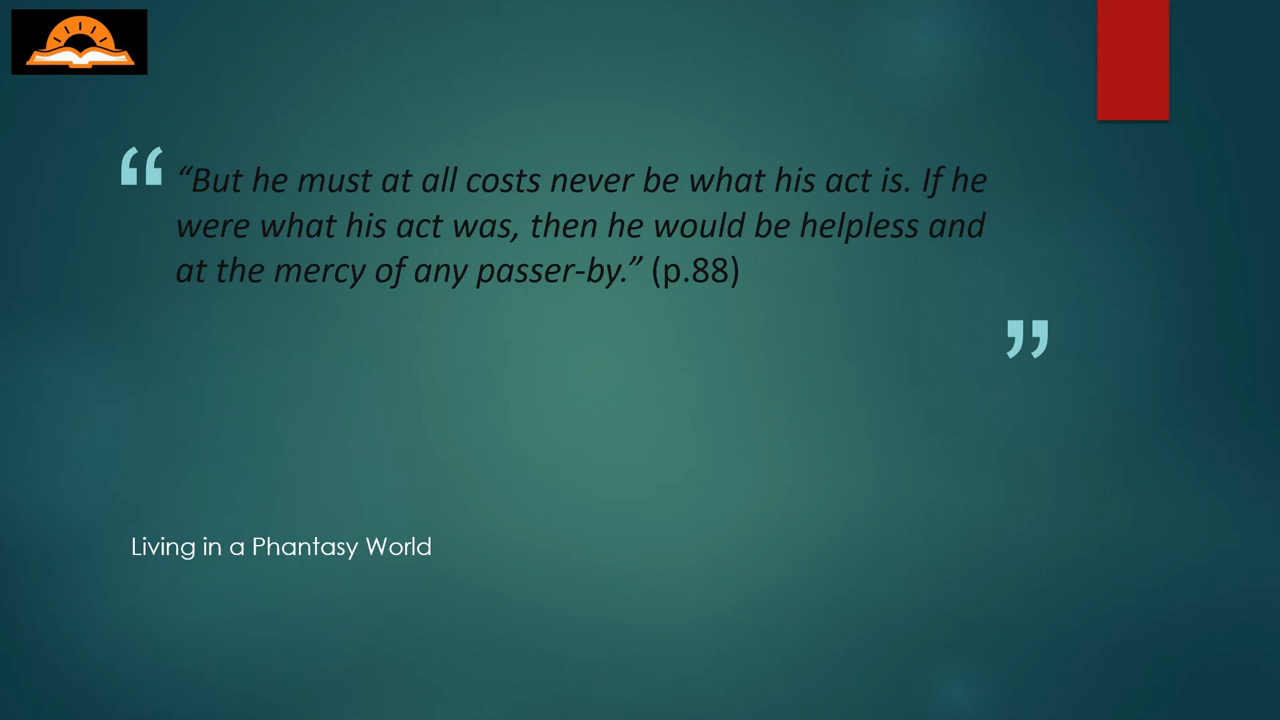 “But he must at all costs never be what his act is. If he
were what his act was, then he would be helpless and
at the mercy of any passer-by.” (p.88)
Living in a Phantasy World